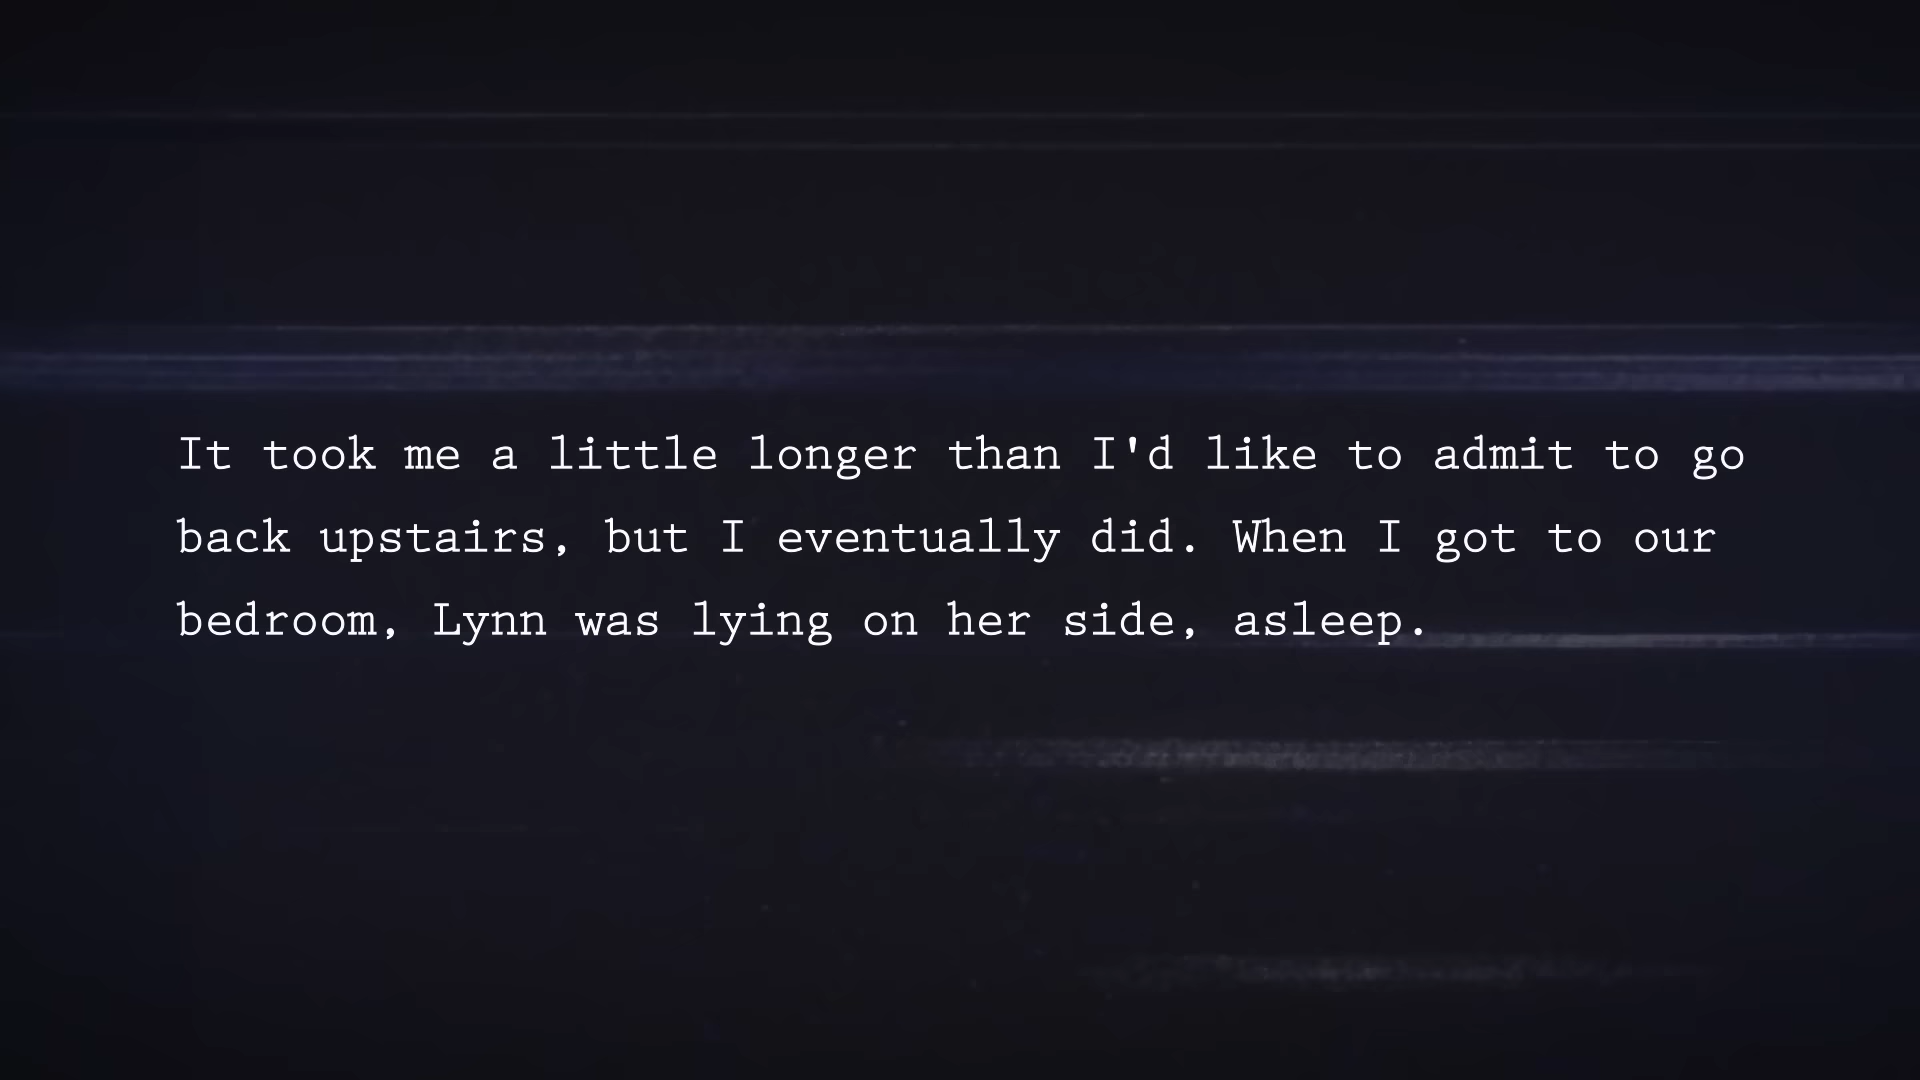 It took me a little longer than I'd like to admit to go
back upstairs, but I eventually did. When I got to our
bedroom, Lynn was lying on her side, asleep.